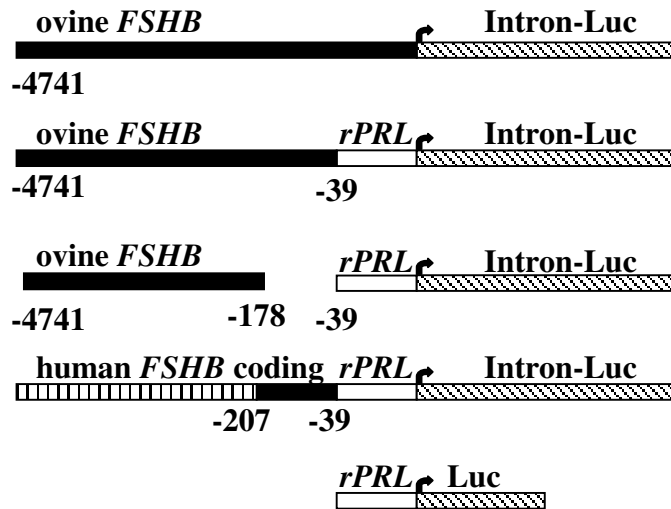 ovine FSHB Intron-Luc
-4741
ovine FSHB rPRL Intron-Luc
-4741 -39
ovine FSHB rPRL Intron-Luc
-4741 -178 -39
human FSHB coding rPRL Intron-Luc
-207 -39
rPRL Luc